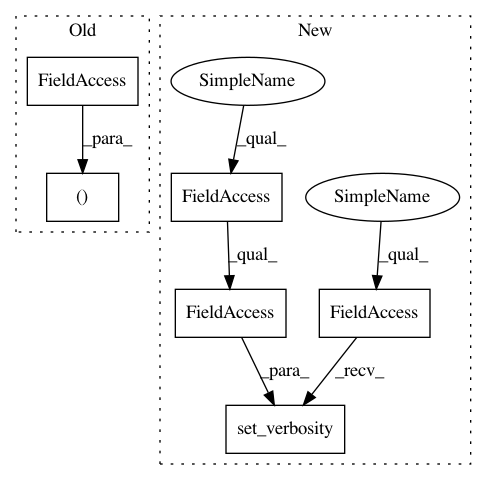 Old
New
FieldAccess
SimpleName
_para_
_qual_
()
FieldAccess
SimpleName
_qual_
_qual_
FieldAccess
FieldAccess
_para_
_recv_
set_verbosity